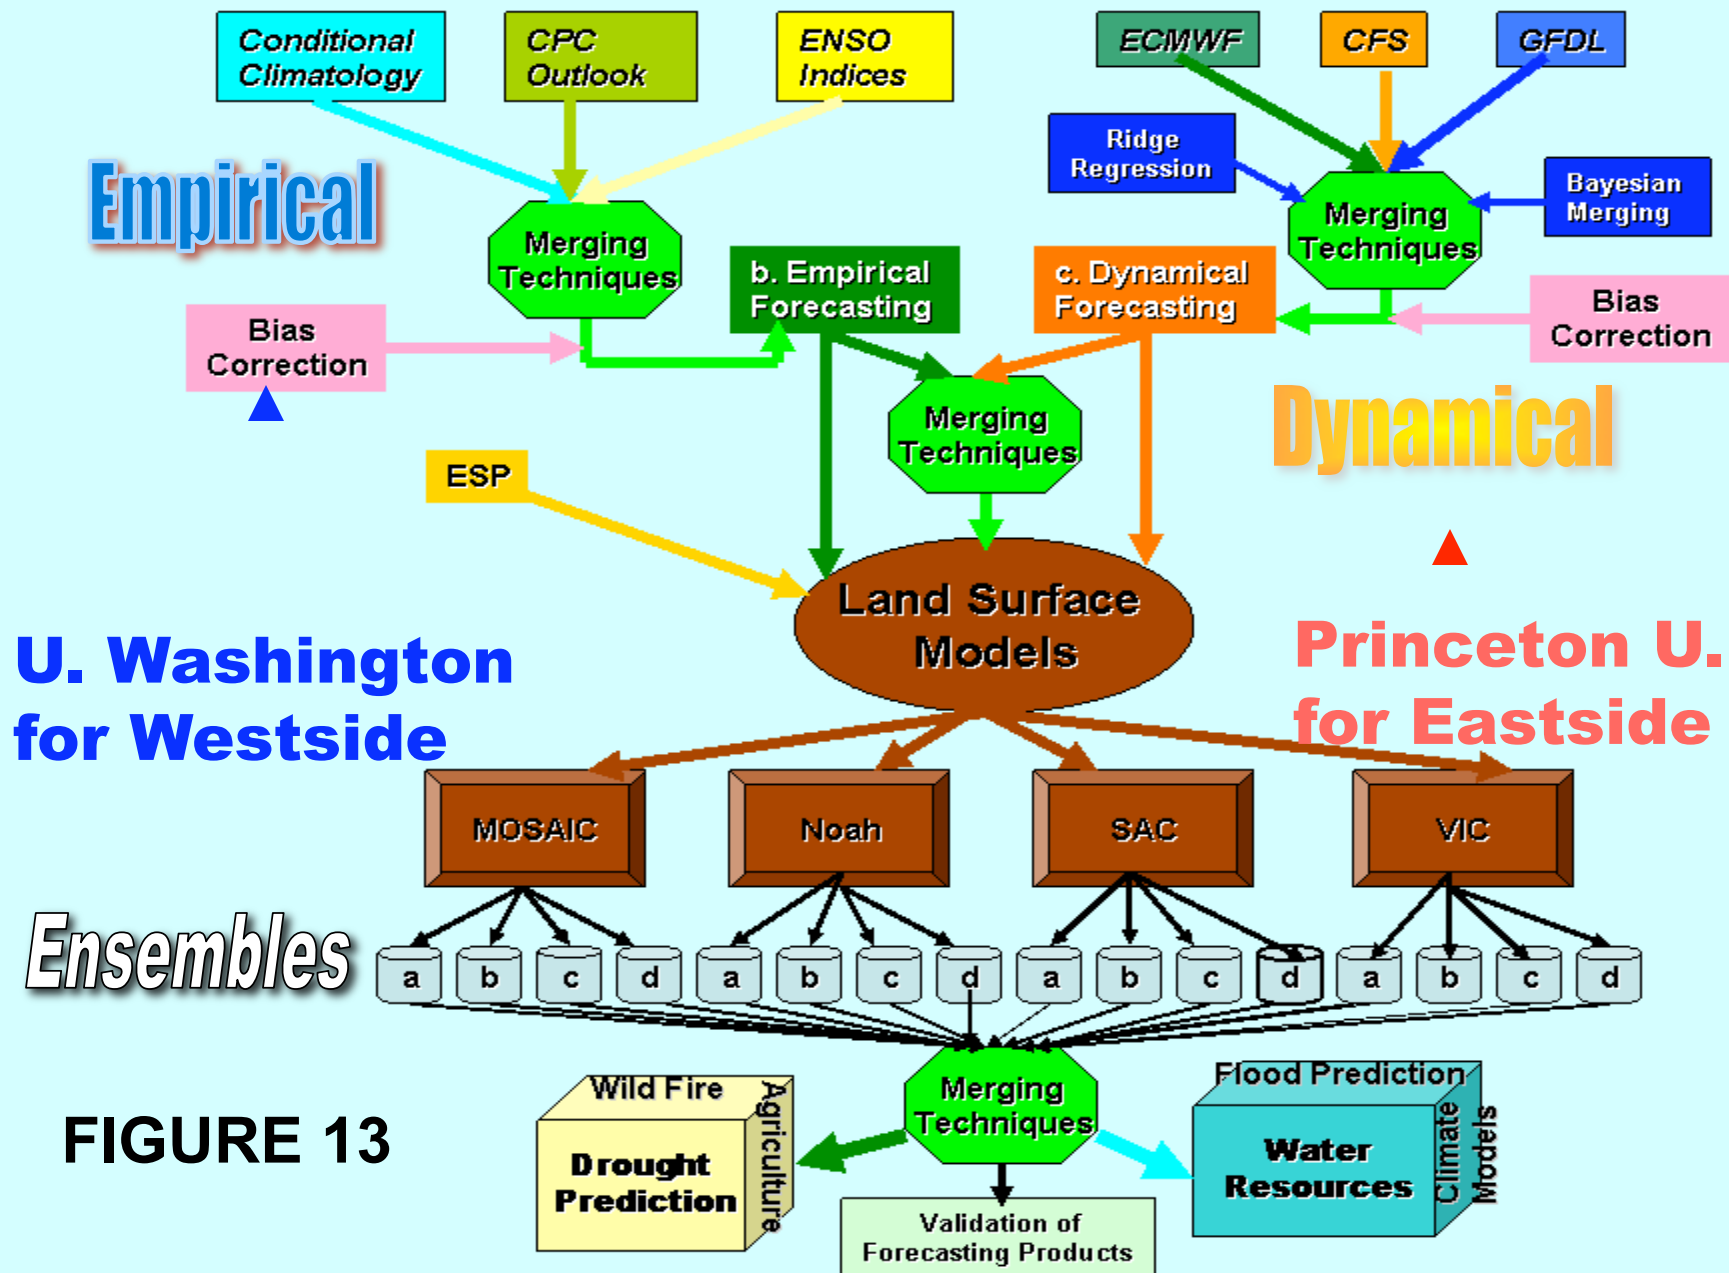 Conditional
Climatology
CPC
Outlook
ENSO
Indices
ECMWF
CFS
GFDL
Ridge
Regression
Bayesian
Merging
Empirical
Merging
Techniques
Merging
Techniques
b. Empirical
Forecasting
c. Dynamical
Forecasting
Bias
Correction
Bias
Correction
Merging
Techniques
Dynamical
ESP
Land Surface
Models
U. Washington
for Westside
Princeton U.
for Eastside
MOSAIC
Noah
SAC
VIC
Ensembles
a b c d a b c d a b c d a b c d
FIGURE 13
Wild Fire
Agriculture
Drought
Prediction
Merging
Techniques
Flood Prediction
Climate
Models
Water
Resources
Validation of
Forecasting Products